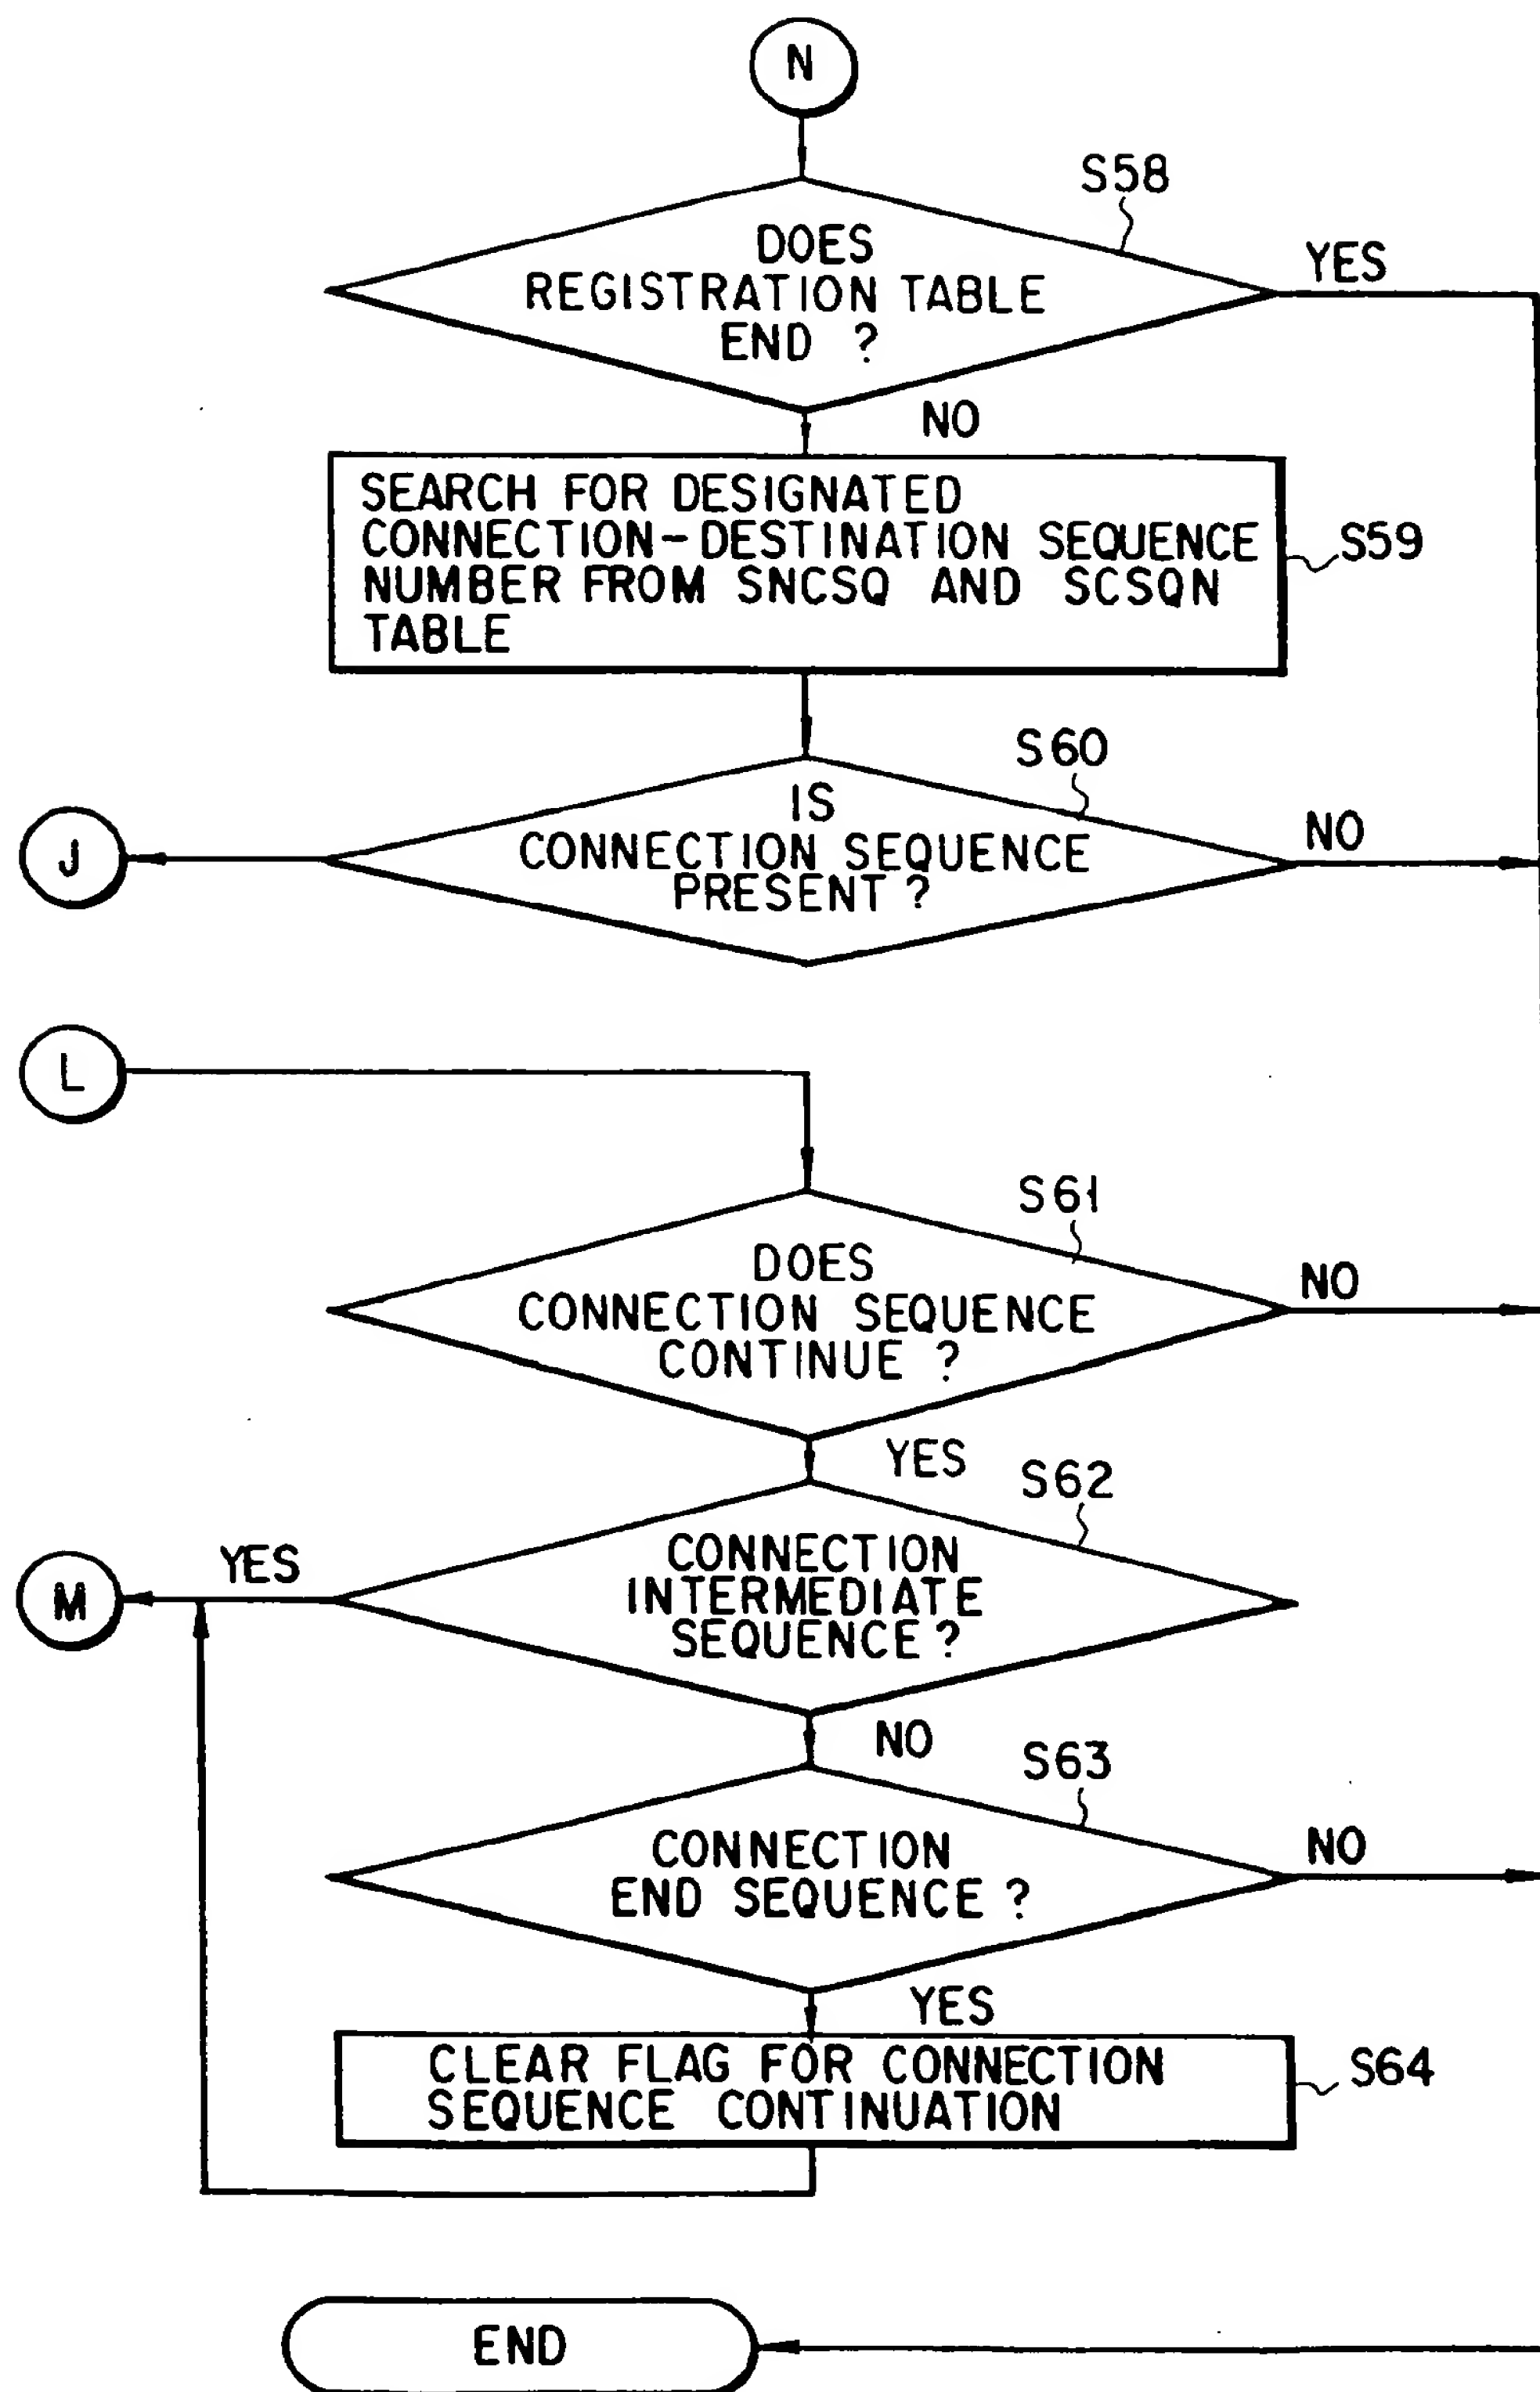 N
S58
DOES
REGISTRATION TABLE
END ?
YES
NO
SEARCH FOR DESIGNATED
CONNECTION-DESTINATION SEQUENCE
NUMBER FROM SNCSQ AND SCSQN
TABLE
S59
S60
IS
CONNECTION SEQUENCE
PRESENT ?
NO
J
L
S61
DOES
CONNECTION SEQUENCE
CONTINUE ?
NO
YES
S62
CONNECTION
INTERMEDIATE
SEQUENCE ?
YES
M
NO
S63
CONNECTION
END SEQUENCE ?
NO
YES
CLEAR FLAG FOR CONNECTION
SEQUENCE CONTINUATION
S64
END